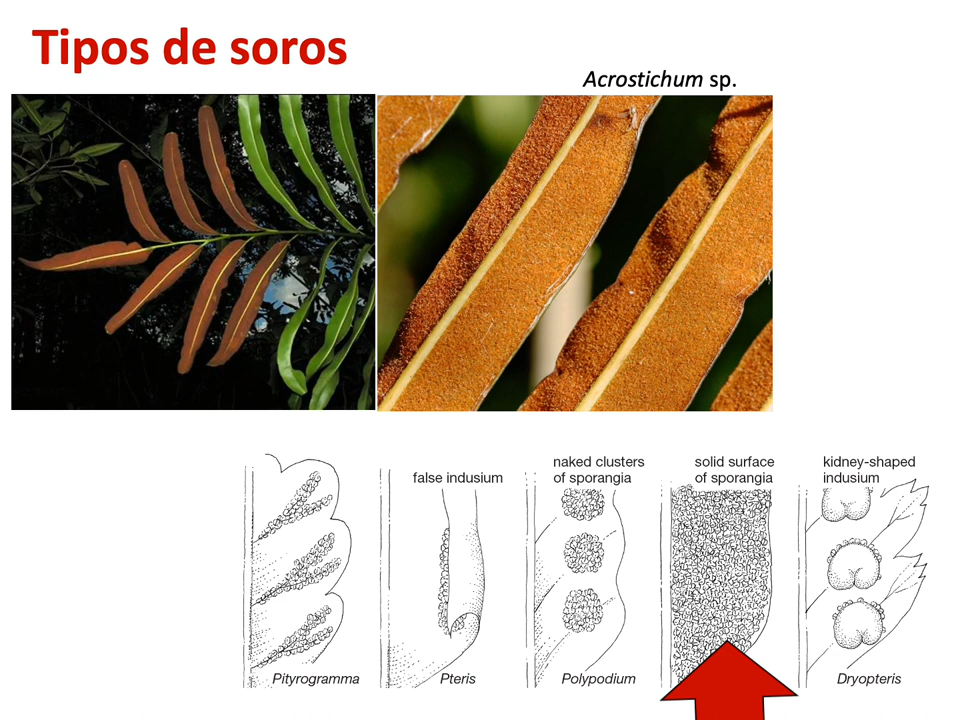 Tipos de soros
Acrostichum sp.
false indusium
naked clusters
of sporangia
solid surface
of sporangia
kidney-shaped
indusium
Pityrogramma
Pteris
Polypodium
Dryopteris